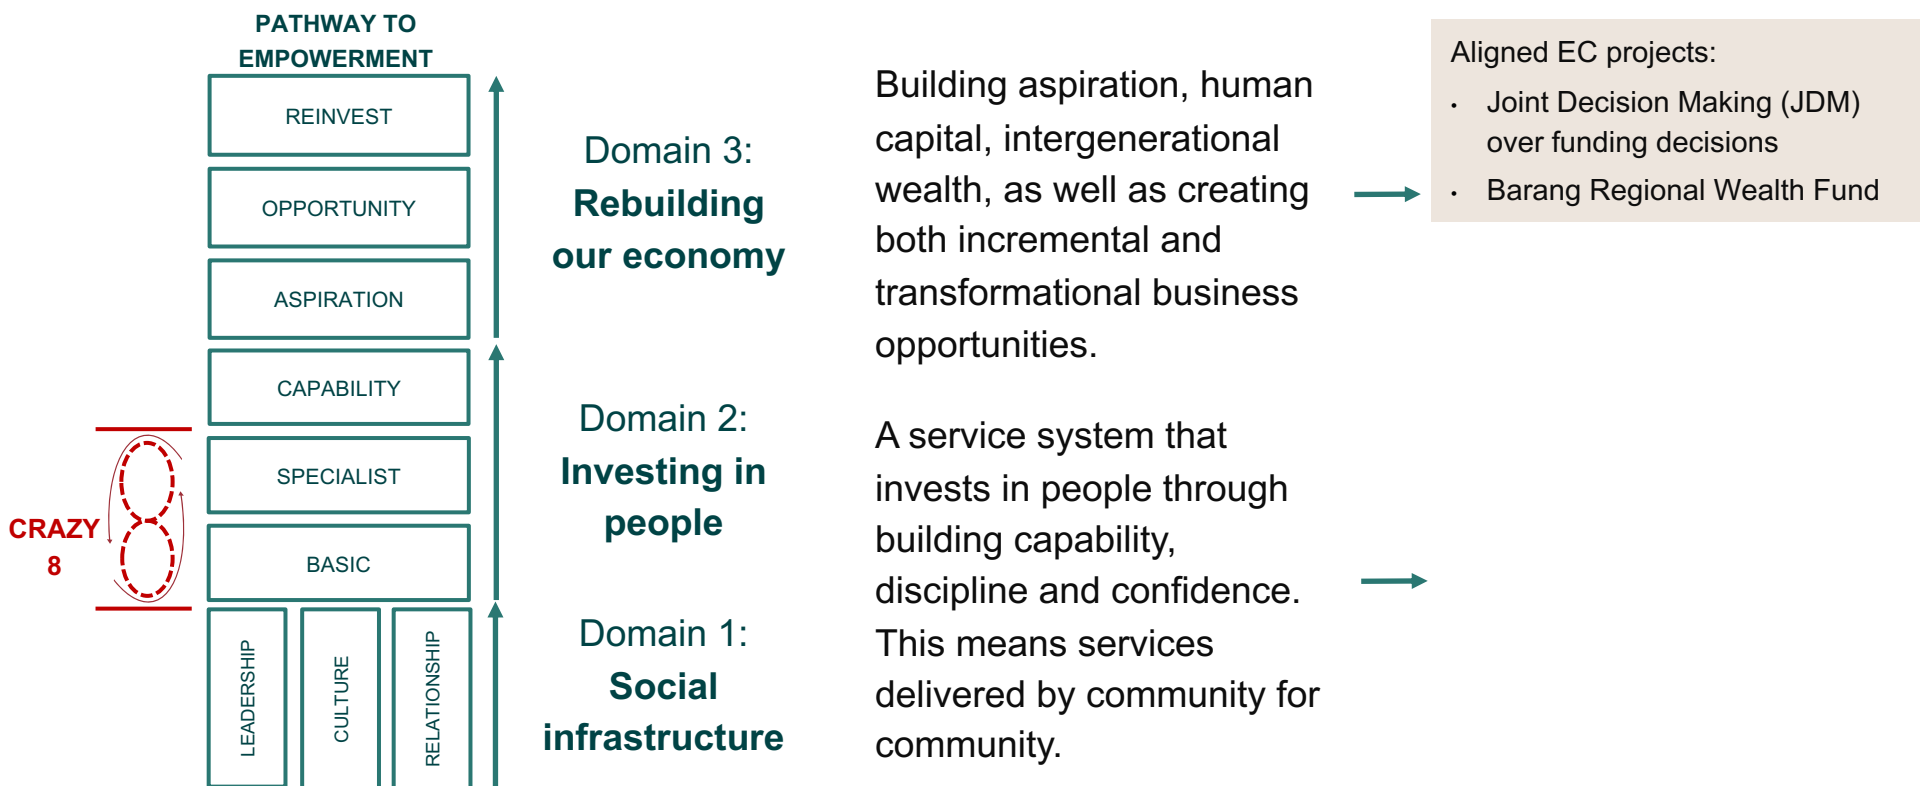 PATHWAY TO
EMPOWERMENT
REINVEST
OPPORTUNITY
ASPIRATION
CAPABILITY
SPECIALIST
BASIC
LEADERSHIP
CULTURE
RELATIONSHIP
CRAZY
8
Domain 3:
Rebuilding
our economy
Domain 2:
Investing in
people
Domain 1:
Social
infrastructure
Building aspiration, human
capital, intergenerational
wealth, as well as creating
both incremental and
transformational business
opportunities.
A service system that
invests in people through
building capability,
discipline and confidence.
This means services
delivered by community for
community.
Aligned EC projects:
• Joint Decision Making (JDM)
over funding decisions
• Barang Regional Wealth Fund